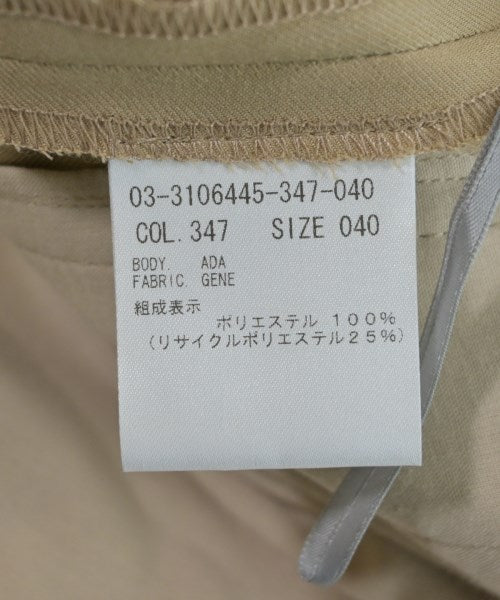 03-3106445-347-040
COL. 347 SIZE 040
BODY. ADA
FABRIC. GENE
組成表示
ポリエステル 100%
(リサイクルポリエステル25%)